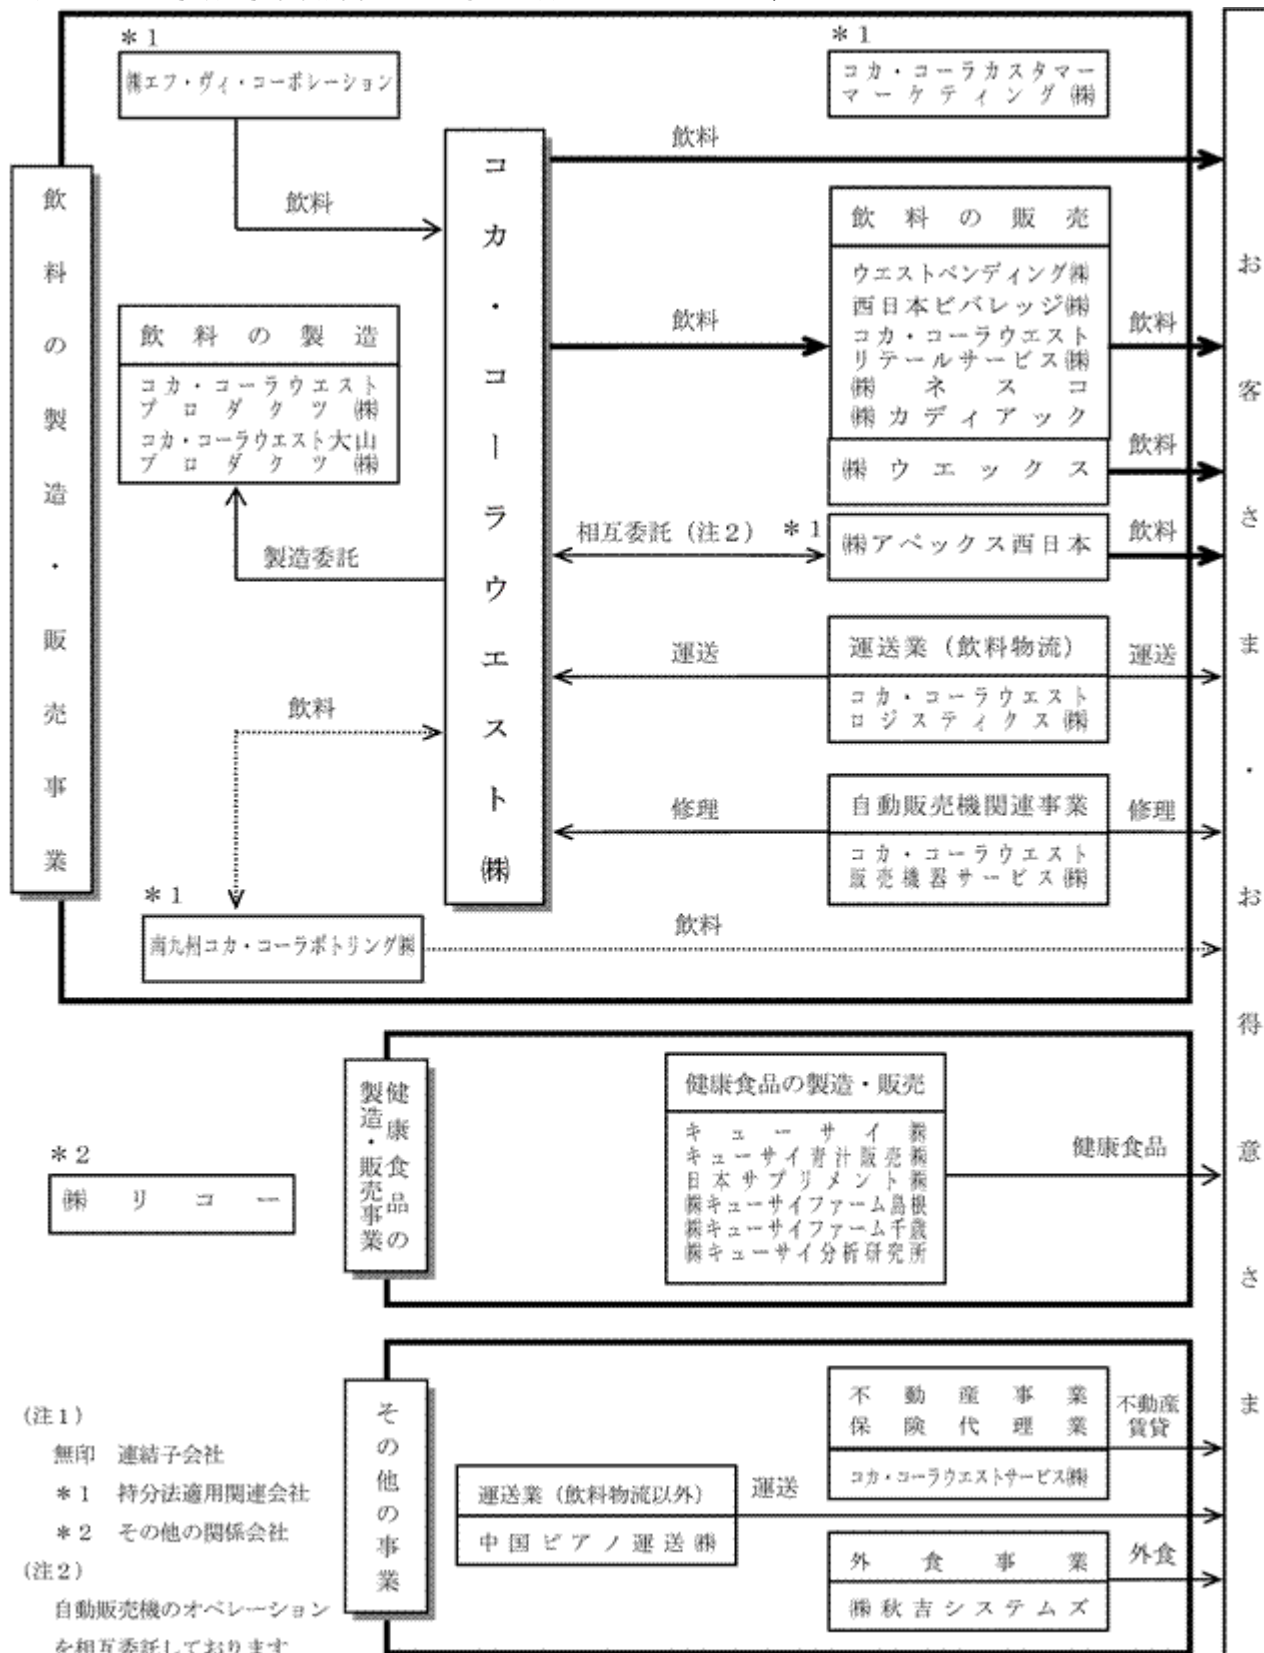 *1
㈱エフ・ヴィ・コーポレーション
*1
コカ・コーラカスタマー
マーケティング㈱
飲料の製造・販売事業
コカ・コーラウエスト㈱
お客さま・お得意さま
飲料
飲料
飲料の製造
コカ・コーラウエスト
プロダクツ㈱
コカ・コーラウエスト大山
プロダクツ㈱
製造委託
飲料
飲料の販売
ウエストベンディング㈱
西日本ビバレッジ㈱
コカ・コーラウエスト
リテールサービス㈱
㈱ネスコ
㈱カディアック
飲料
㈱ウエックス
飲料
相互委託(注2)
*1
㈱アペックス西日本
飲料
運送
運送業(飲料物流)
コカ・コーラウエスト
ロジスティクス㈱
運送
飲料
修理
自動販売機関連事業
コカ・コーラウエスト
販売機器サービス㈱
修理
*1
南九州コカ・コーラボトリング㈱
飲料
健康食品の
製造・販売事業
健康食品の製造・販売
キューサイ㈱
キューサイ青汁販売㈱
日本サプリメント㈱
㈱キューサイファーム島根
㈱キューサイファーム千歳
㈱キューサイ分析研究所
健康食品
*2
㈱リコー
その他の事業
不動産事業
保険代理業
コカ・コーラウエストサービス㈱
不動産
賃貸
運送業(飲料物流以外)
中国ピアノ運送㈱
運送
外食事業
㈱秋吉システムズ
外食
(注1)
無印 連結子会社
*1 持分法適用関連会社
*2 その他の関係会社
(注2)
自動販売機のオペレーション
を相互委託しております